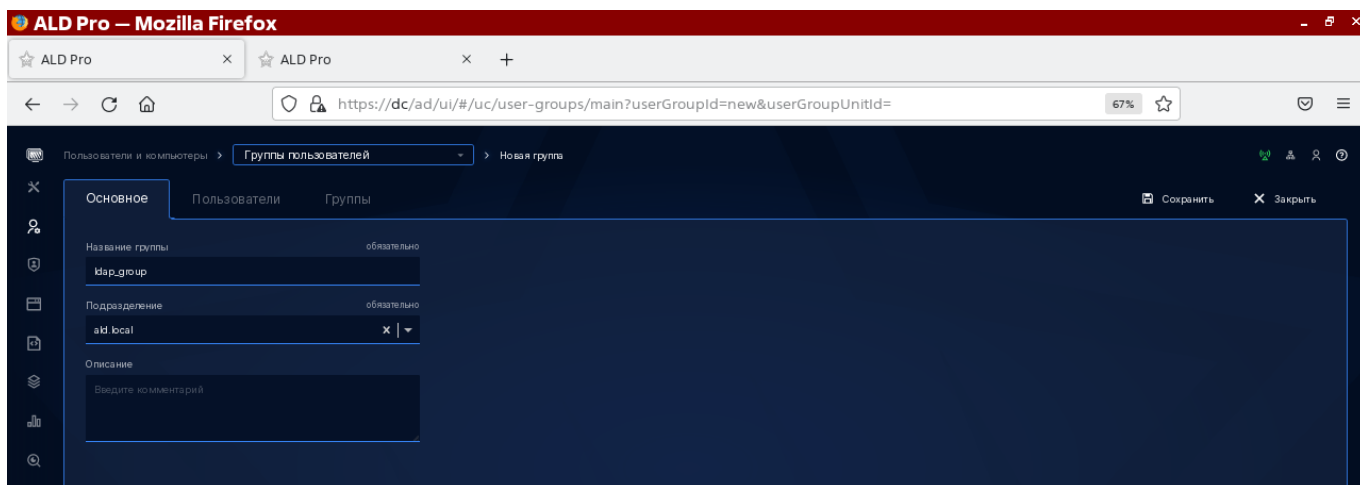 ALD Pro — Mozilla Firefox
ALD Pro
ALD Pro
https://dc/ad/ui/#/uc/user-groups/main?userGroupId=new&userGroupUnitId=
67%
Пользователи и компьютеры > Группы пользователей > Новая группа
Основное Пользователи Группы Сохранить Закрыть
Название группы обязательно
ldap_group
Подразделение обязательно
ald.local
Описание
Введите комментарий